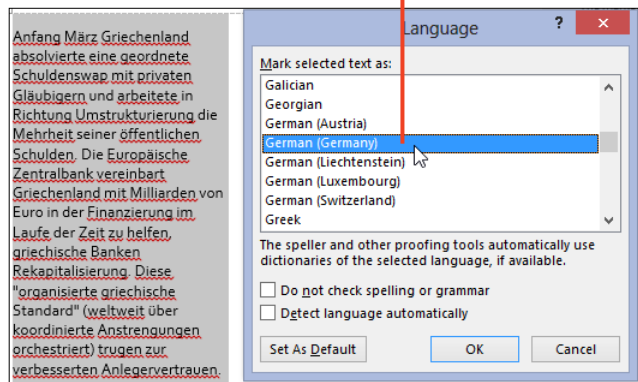 Anfang März Griechenland
absolvierte eine geordnete
Schuldenswap mit privaten
Gläubigern und arbeitete in
Richtung Umstrukturierung die
Mehrheit seiner öffentlichen
Schulden. Die Europäische
Zentralbank vereinbart
Griechenland mit Milliarden von
Euro in der Finanzierung im
Laufe der Zeit zu helfen,
griechische Banken
Rekapitalisierung. Diese
"organisierte griechische
Standard" (weltweit über
koordinierte Anstrengungen
orchestriert) trugen zur
verbesserten Anlegervertrauen.
Language
?
Mark selected text as:
Galician
Georgian
German (Austria)
German (Germany)
German (Liechtenstein)
German (Luxembourg)
German (Switzerland)
Greek
The speller and other proofing tools automatically use
dictionaries of the selected language, if available.
Do not check spelling or grammar
Detect language automatically
Set As Default
OK
Cancel